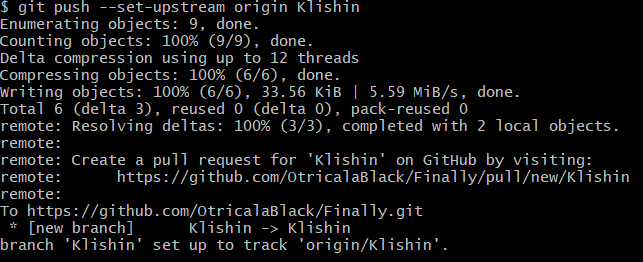 $ git push --set-upstream origin Klishin
Enumerating objects: 9, done.
Counting objects: 100% (9/9), done.
Delta compression using up to 12 threads
Compressing objects: 100% (6/6), done.
Writing objects: 100% (6/6), 33.56 KiB | 5.59 MiB/s, done.
Total 6 (delta 3), reused 0 (delta 0), pack-reused 0
remote: Resolving deltas: 100% (3/3), completed with 2 local objects.
remote:
remote: Create a pull request for 'Klishin' on GitHub by visiting:
remote:      https://github.com/OtricalaBlack/Finally/pull/new/Klishin
remote:
To https://github.com/OtricalaBlack/Finally.git
 * [new branch]      Klishin -> Klishin
branch 'Klishin' set up to track 'origin/Klishin'.